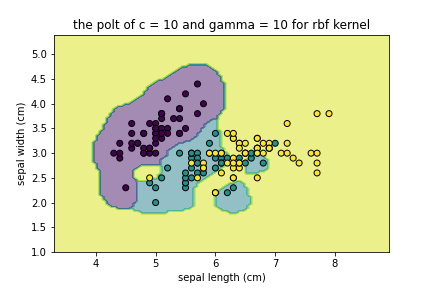 the polt of c = 10 and gamma = 10 for rbf kernel
5.0
4.5
4.0
3.5
3.0
2.5
2.0
1.5
1.0
sepal width (cm)
4 5 6 7 8
sepal length (cm)